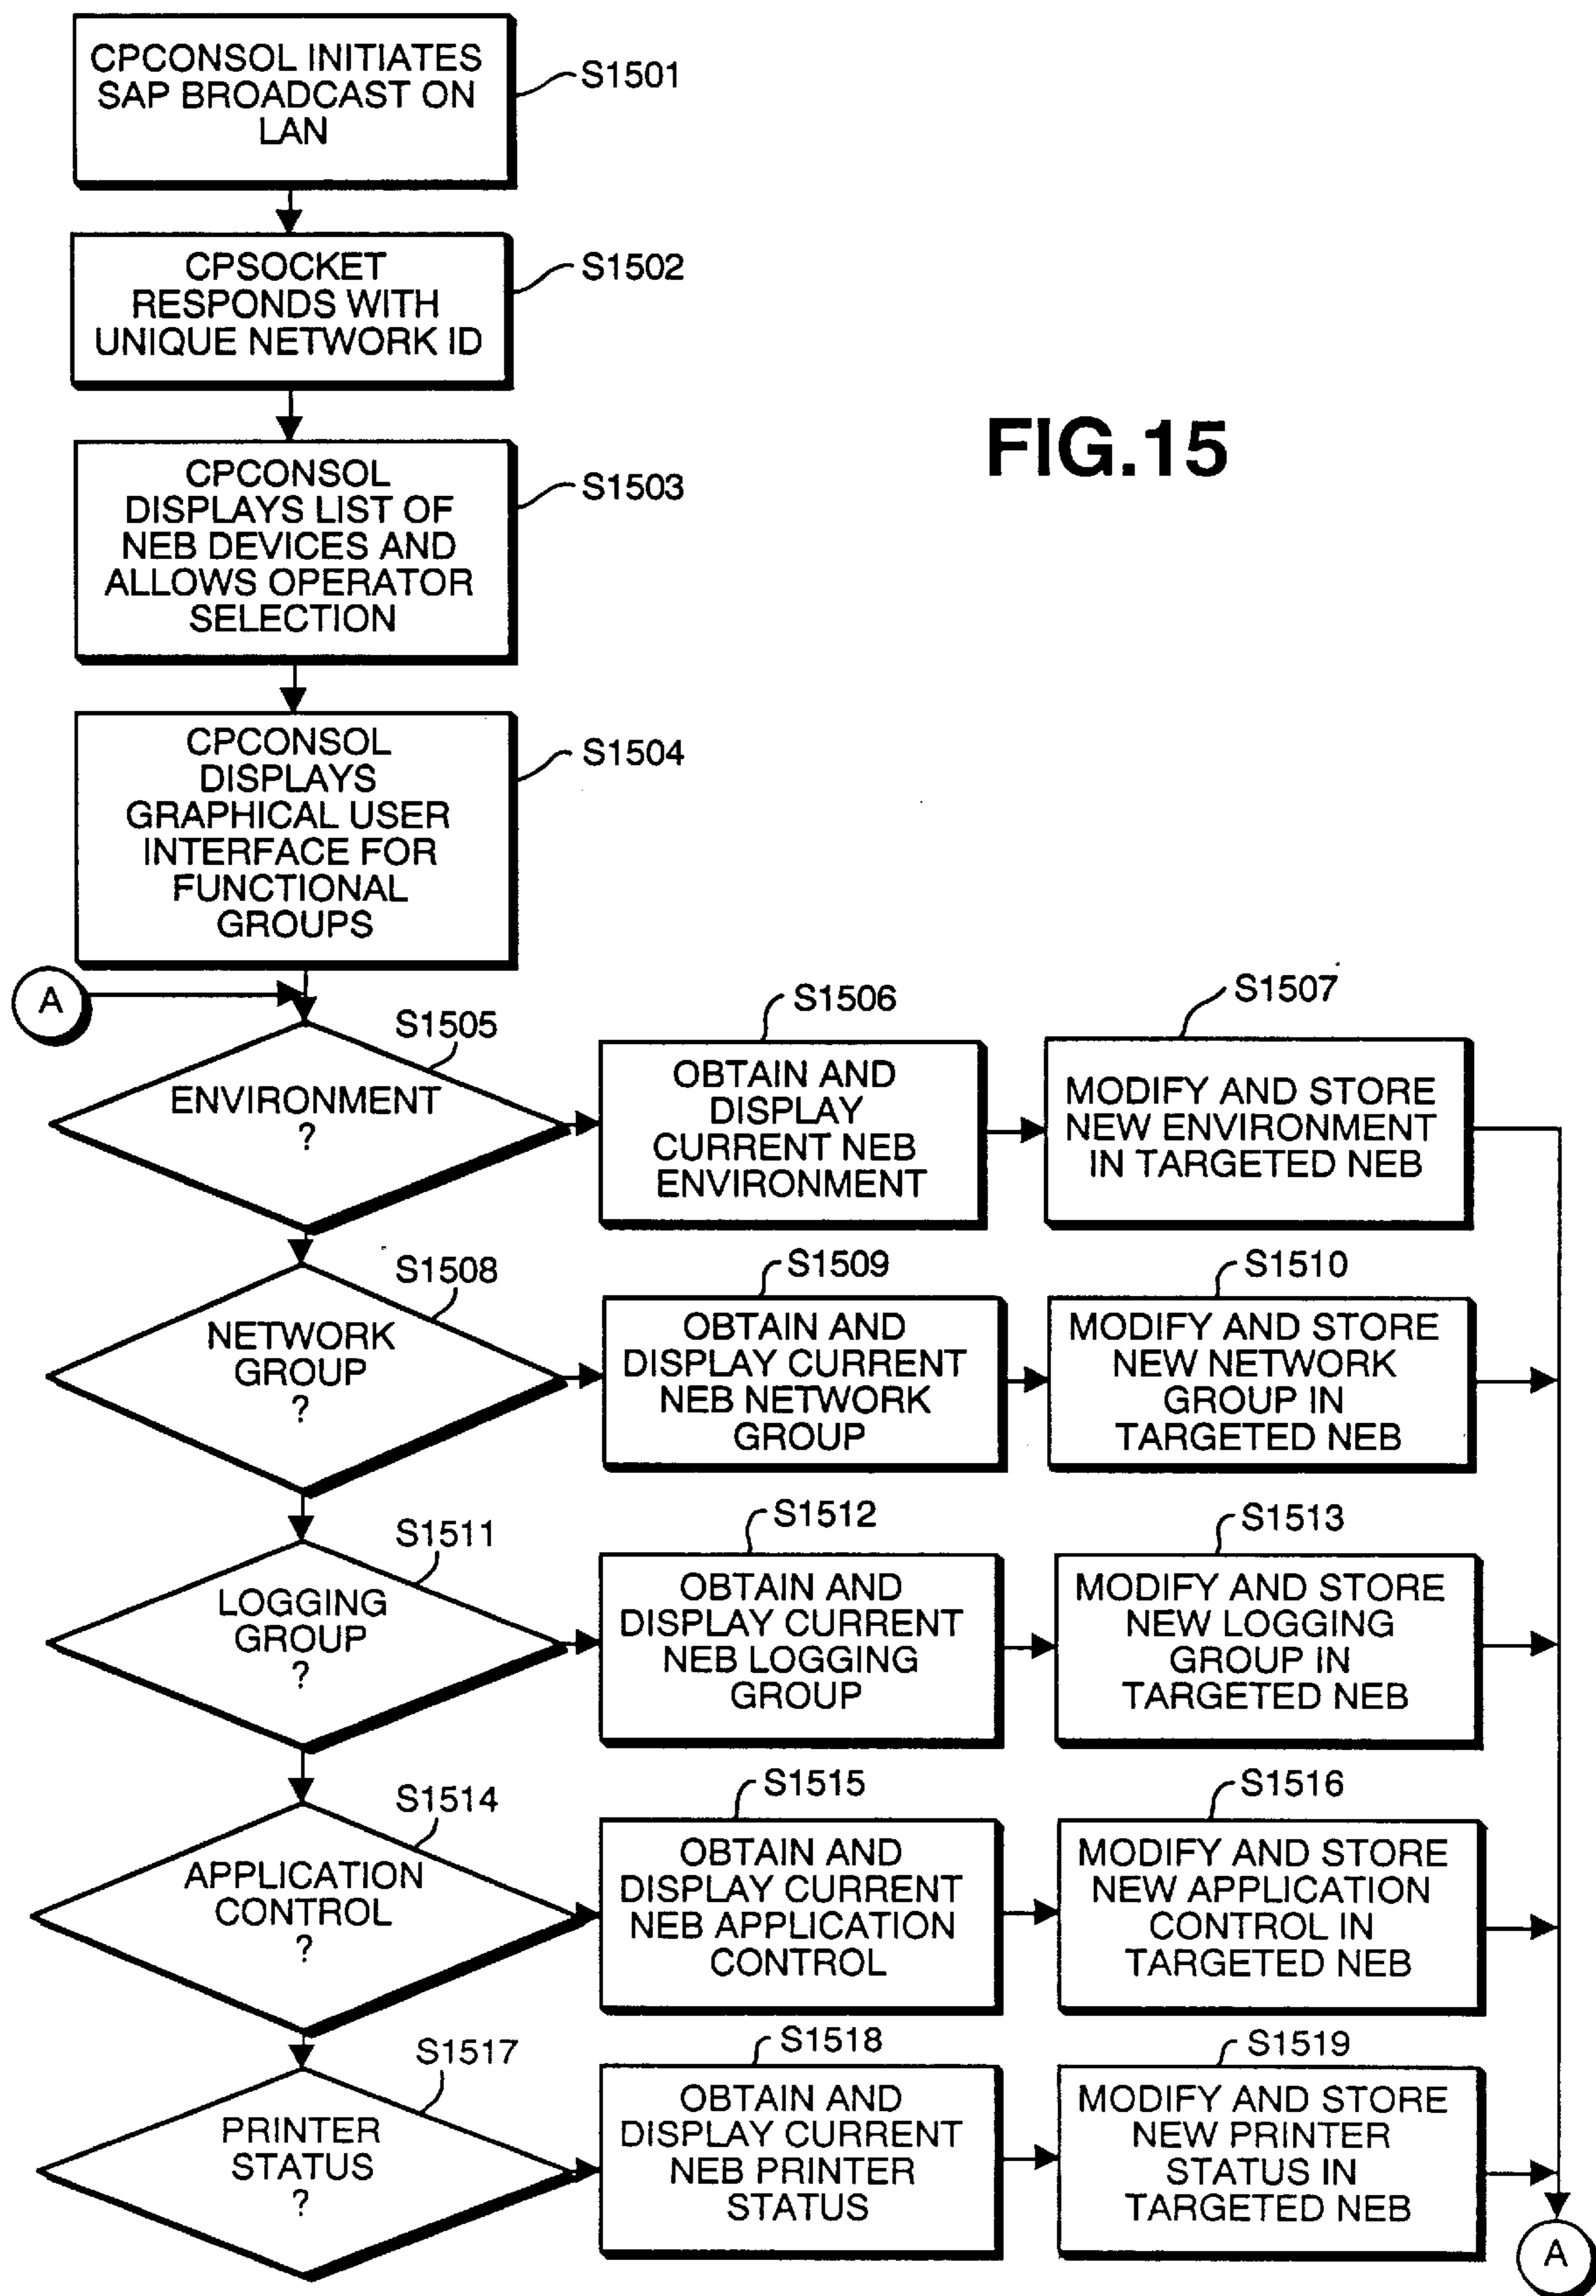 CPCONSOL INITIATES
SAP BROADCAST ON
LAN
S1501
CPSOCKET
RESPONDS WITH
UNIQUE NETWORK ID
S1502
FIG.15
CPCONSOL
DISPLAYS LIST OF
NEB DEVICES AND
ALLOWS OPERATOR
SELECTION
S1503
CPCONSOL
DISPLAYS
GRAPHICAL USER
INTERFACE FOR
FUNCTIONAL
GROUPS
S1504
A
S1505
ENVIRONMENT
?
S1506
OBTAIN AND
DISPLAY
CURRENT NEB
ENVIRONMENT
S1507
MODIFY AND STORE
NEW ENVIRONMENT
IN TARGETED NEB
S1508
NETWORK
GROUP
?
S1509
OBTAIN AND
DISPLAY CURRENT
NEB NETWORK
GROUP
S1510
MODIFY AND STORE
NEW NETWORK
GROUP IN
TARGETED NEB
S1511
LOGGING
GROUP
?
S1512
OBTAIN AND
DISPLAY CURRENT
NEB LOGGING
GROUP
S1513
MODIFY AND STORE
NEW LOGGING
GROUP IN
TARGETED NEB
S1514
APPLICATION
CONTROL
?
S1515
OBTAIN AND
DISPLAY CURRENT
NEB APPLICATION
CONTROL
S1516
MODIFY AND STORE
NEW APPLICATION
CONTROL IN
TARGETED NEB
S1517
PRINTER
STATUS
?
S1518
OBTAIN AND
DISPLAY CURRENT
NEB PRINTER
STATUS
S1519
MODIFY AND STORE
NEW PRINTER
STATUS IN
TARGETED NEB
A